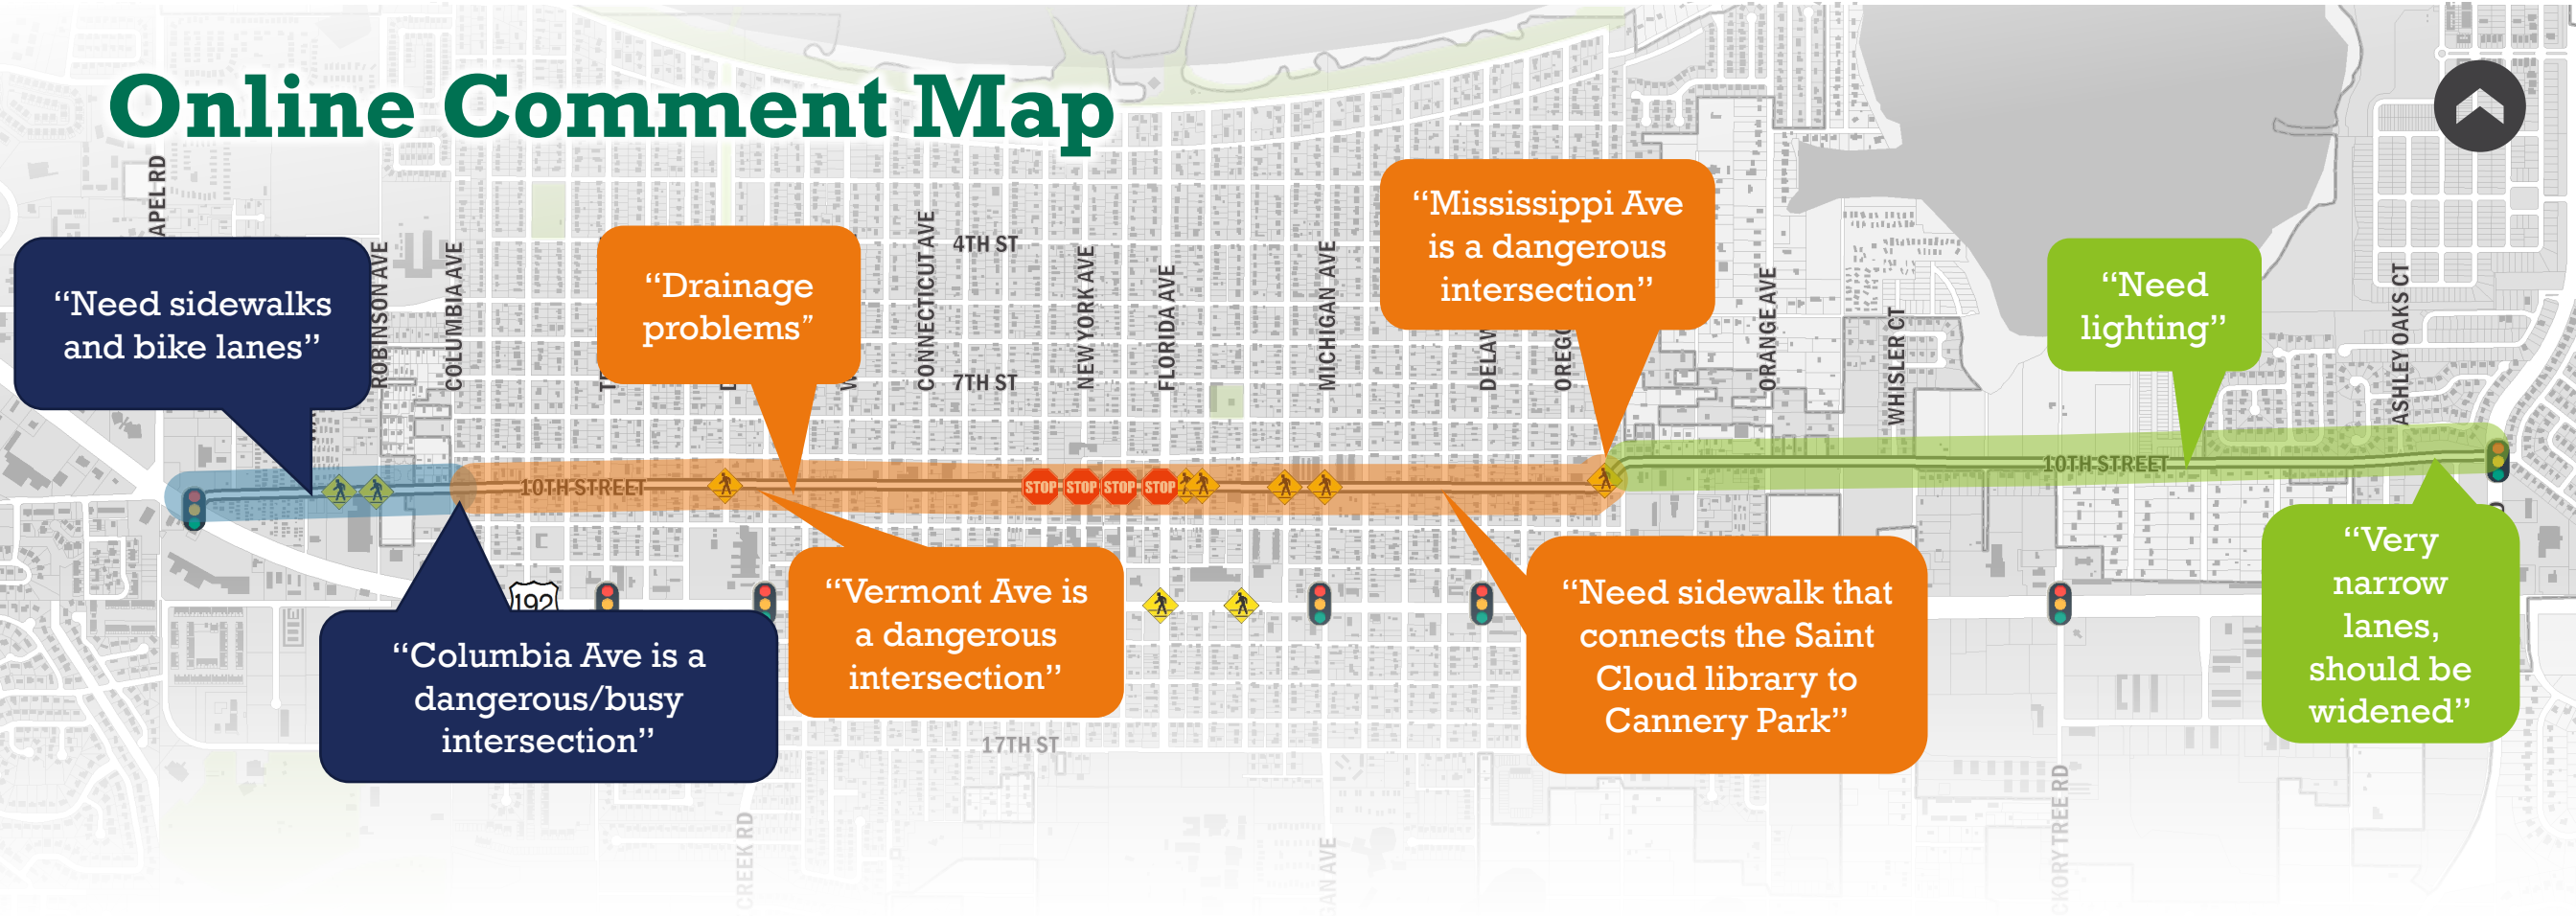 Online Comment Map
“Need sidewalks
and bike lanes”
“Drainage
problems”
“Mississippi Ave
is a dangerous
intersection”
“Need
lighting”
ROBINSON AVE
COLUMBIA AVE
CONNECTICUT AVE
4TH ST
7TH ST
NEW YORK AVE
FLORIDA AVE
MICHIGAN AVE
ORANGE AVE
WHISLER CT
ASHLEY OAKS CT
10TH STREET
STOP
STOP
STOP
STOP
10TH STREET
192
“Columbia Ave is a
dangerous/busy
intersection”
“Vermont Ave is
a dangerous
intersection”
“Need sidewalk that
connects the Saint
Cloud library to
Cannery Park”
“Very
narrow
lanes,
should be
widened”
17TH ST
CREEK RD
AVE
TREE RD